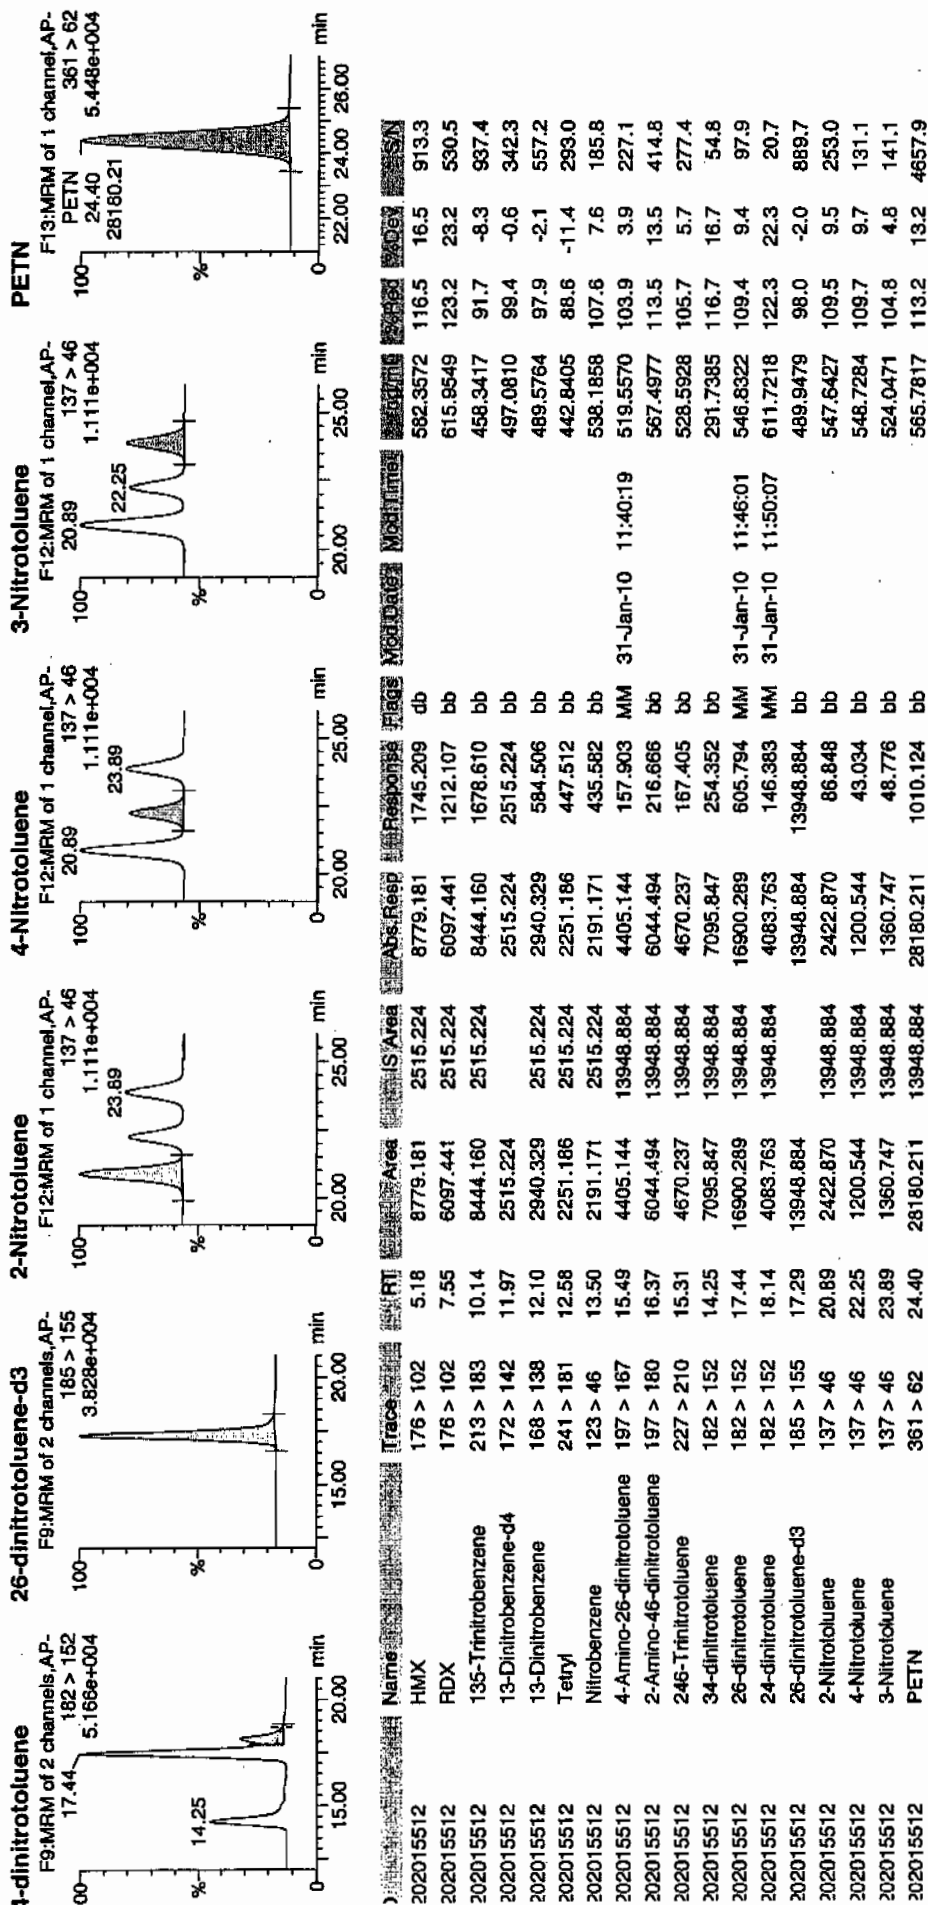 4-dinitrotoluene
F9:MRM of 2 channels,AP-
182 > 152
5.166e+004
17.44
14.25
%
15.00
20.00
min
26-dinitrotoluene-d3
F9:MRM of 2 channels,AP-
185 > 155
3.828e+004
100
%
0
15.00
20.00
min
2-Nitrotoluene
F12:MRM of 1 channel,AP-
137 > 46
1.111e+004
23.89
100
%
0
20.00
25.00
min
4-Nitrotoluene
F12:MRM of 1 channel,AP-
137 > 46
1.111e+004
20.89
23.89
100
%
0
20.00
25.00
min
3-Nitrotoluene
F12:MRM of 1 channel,AP-
137 > 46
1.111e+004
20.89
22.25
100
%
0
20.00
25.00
min
PETN
F13:MRM of 1 channel,AP-
361 > 62
5.448e+004
PETN
24.40
28180.21
100
%
0
22.00
24.00
26.00
min
Name Trace RT Area IS Area Abs.Resp Response Flags Mod.Date Mod.Time %Rec %Dev S/N
202015512 HMX 176 > 102 5.18 8779.181 2515.224 8779.181 1745.209 db 582.3572 116.5 16.5 913.3
202015512 RDX 176 > 102 7.55 6097.441 2515.224 6097.441 1212.107 bb 615.9549 123.2 23.2 530.5
202015512 135-Trinitrobenzene 213 > 183 10.14 8444.160 2515.224 8444.160 1678.610 bb 458.3417 91.7 -8.3 937.4
202015512 13-Dinitrobenzene-d4 172 > 142 11.97 2515.224 2515.224 2515.224 bb 497.0810 99.4 -0.6 342.3
202015512 13-Dinitrobenzene 168 > 138 12.10 2940.329 2515.224 2940.329 584.506 bb 489.5764 97.9 -2.1 557.2
202015512 Tetryl 241 > 181 12.58 2251.186 2515.224 2251.186 447.512 bb 442.8405 88.6 -11.4 293.0
202015512 Nitrobenzene 123 > 46 13.50 2191.171 2515.224 2191.171 435.582 bb 538.1858 107.6 7.6 185.8
202015512 4-Amino-26-dinitrotoluene 197 > 167 15.49 4405.144 13948.884 4405.144 157.903 MM 31-Jan-10 11:40:19 519.5570 103.9 3.9 227.1
202015512 2-Amino-46-dinitrotoluene 197 > 180 16.37 6044.494 13948.884 6044.494 216.666 bb 567.4977 113.5 13.5 414.8
202015512 246-Trinitrotoluene 227 > 210 15.31 4670.237 13948.884 4670.237 167.405 bb 528.5928 105.7 5.7 277.4
202015512 34-dinitrotoluene 182 > 152 14.25 7095.847 13948.884 7095.847 254.352 bb 291.7385 116.7 16.7 54.8
202015512 26-dinitrotoluene 182 > 152 17.44 16900.289 13948.884 16900.289 605.794 MM 31-Jan-10 11:46:01 546.8322 109.4 9.4 97.9
202015512 24-dinitrotoluene 182 > 152 18.14 4083.763 13948.884 4083.763 146.383 MM 31-Jan-10 11:50:07 611.7218 122.3 22.3 20.7
202015512 26-dinitrotoluene-d3 185 > 155 17.29 13948.884 13948.884 13948.884 bb 489.9479 98.0 -2.0 889.7
202015512 2-Nitrotoluene 137 > 46 20.89 2422.870 13948.884 2422.870 86.848 bb 547.6427 109.5 9.5 253.0
202015512 4-Nitrotoluene 137 > 46 22.25 1200.544 13948.884 1200.544 43.034 bb 548.7284 109.7 9.7 131.1
202015512 3-Nitrotoluene 137 > 46 23.89 1360.747 13948.884 1360.747 48.776 bb 524.0471 104.8 4.8 141.1
202015512 PETN 361 > 62 24.40 28180.211 13948.884 28180.211 1010.124 bb 565.7817 113.2 13.2 4657.9